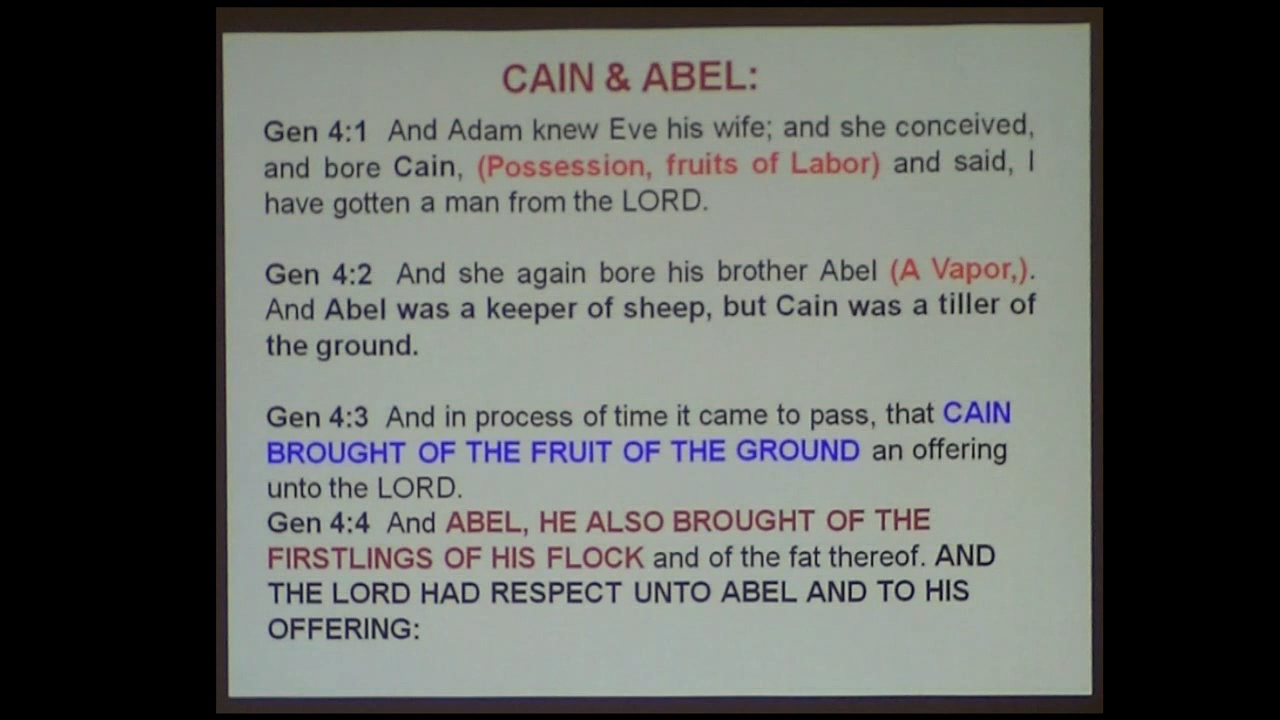 CAIN & ABEL:
Gen 4:1 And Adam knew Eve his wife; and she conceived,
and bore Cain, (Possession, fruits of Labor) and said, I
have gotten a man from the LORD.
Gen 4:2 And she again bore his brother Abel (A Vapor,).
And Abel was a keeper of sheep, but Cain was a tiller of
the ground.
Gen 4:3 And in process of time it came to pass, that CAIN
BROUGHT OF THE FRUIT OF THE GROUND an offering
unto the LORD.
Gen 4:4 And ABEL, HE ALSO BROUGHT OF THE
FIRSTLINGS OF HIS FLOCK and of the fat thereof. AND
THE LORD HAD RESPECT UNTO ABEL AND TO HIS
OFFERING: